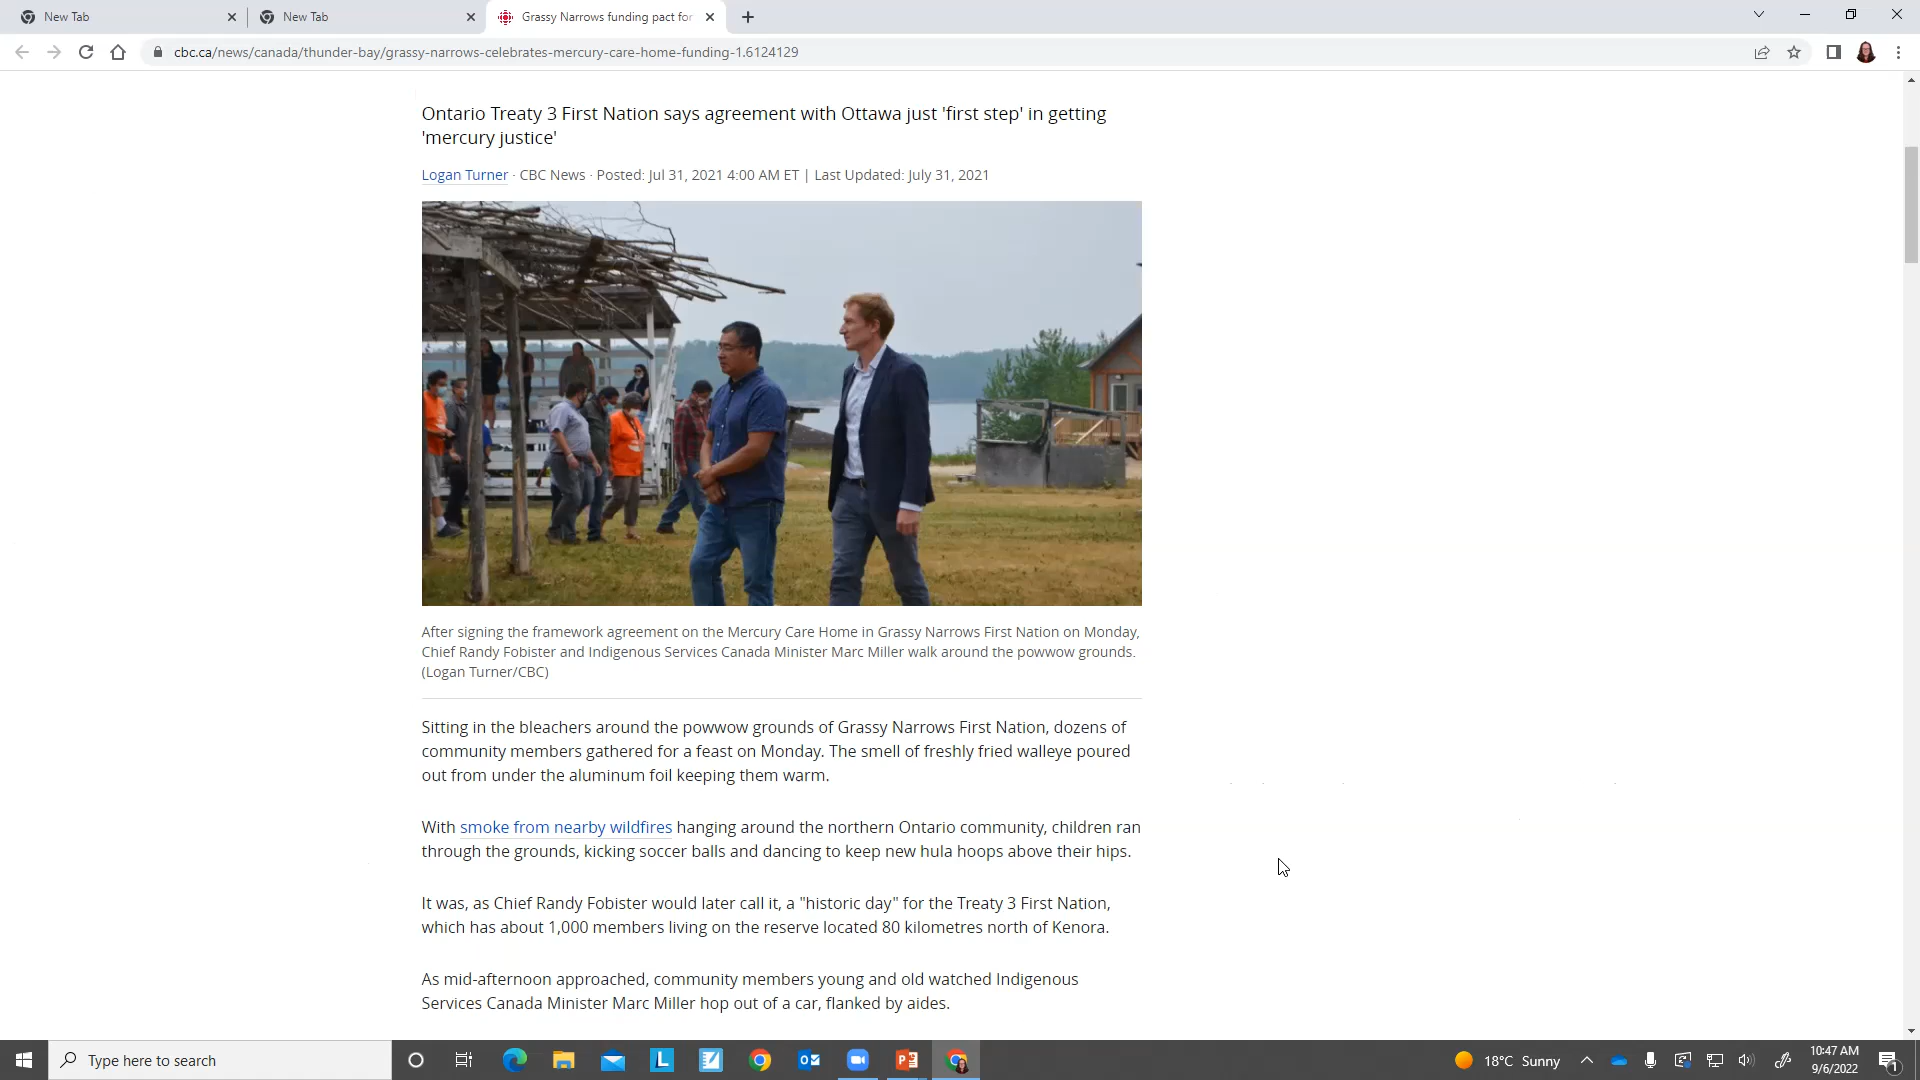 New Tab
New Tab
Grassy Narrows funding pact for
cbc.ca/news/canada/thunder-bay/grassy-narrows-celebrates-mercury-care-home-funding-1.6124129
Ontario Treaty 3 First Nation says agreement with Ottawa just 'first step' in getting
'mercury justice'
Logan Turner · CBC News · Posted: Jul 31, 2021 4:00 AM ET | Last Updated: July 31, 2021
After signing the framework agreement on the Mercury Care Home in Grassy Narrows First Nation on Monday,
Chief Randy Fobister and Indigenous Services Canada Minister Marc Miller walk around the powwow grounds.
(Logan Turner/CBC)
Sitting in the bleachers around the powwow grounds of Grassy Narrows First Nation, dozens of
community members gathered for a feast on Monday. The smell of freshly fried walleye poured
out from under the aluminum foil keeping them warm.
With smoke from nearby wildfires hanging around the northern Ontario community, children ran
through the grounds, kicking soccer balls and dancing to keep new hula hoops above their hips.
It was, as Chief Randy Fobister would later call it, a "historic day" for the Treaty 3 First Nation,
which has about 1,000 members living on the reserve located 80 kilometres north of Kenora.
As mid-afternoon approached, community members young and old watched Indigenous
Services Canada Minister Marc Miller hop out of a car, flanked by aides.
Type here to search
L
18°C Sunny
10:47 AM
9/6/2022
1